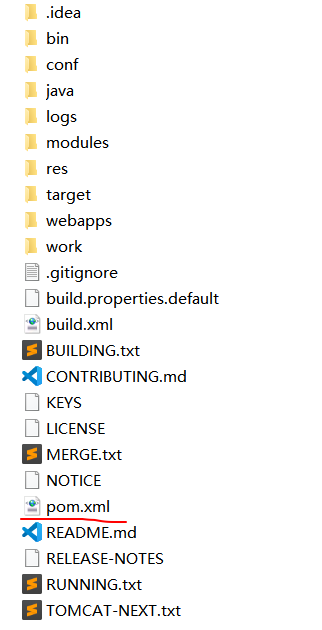 .idea
bin
conf
java
logs
modules
res
target
webapps
work
.gitignore
build.properties.default
build.xml
BUILDING.txt
CONTRIBUTING.md
KEYS
LICENSE
MERGE.txt
NOTICE
pom.xml
README.md
RELEASE-NOTES
RUNNING.txt
TOMCAT-NEXT.txt